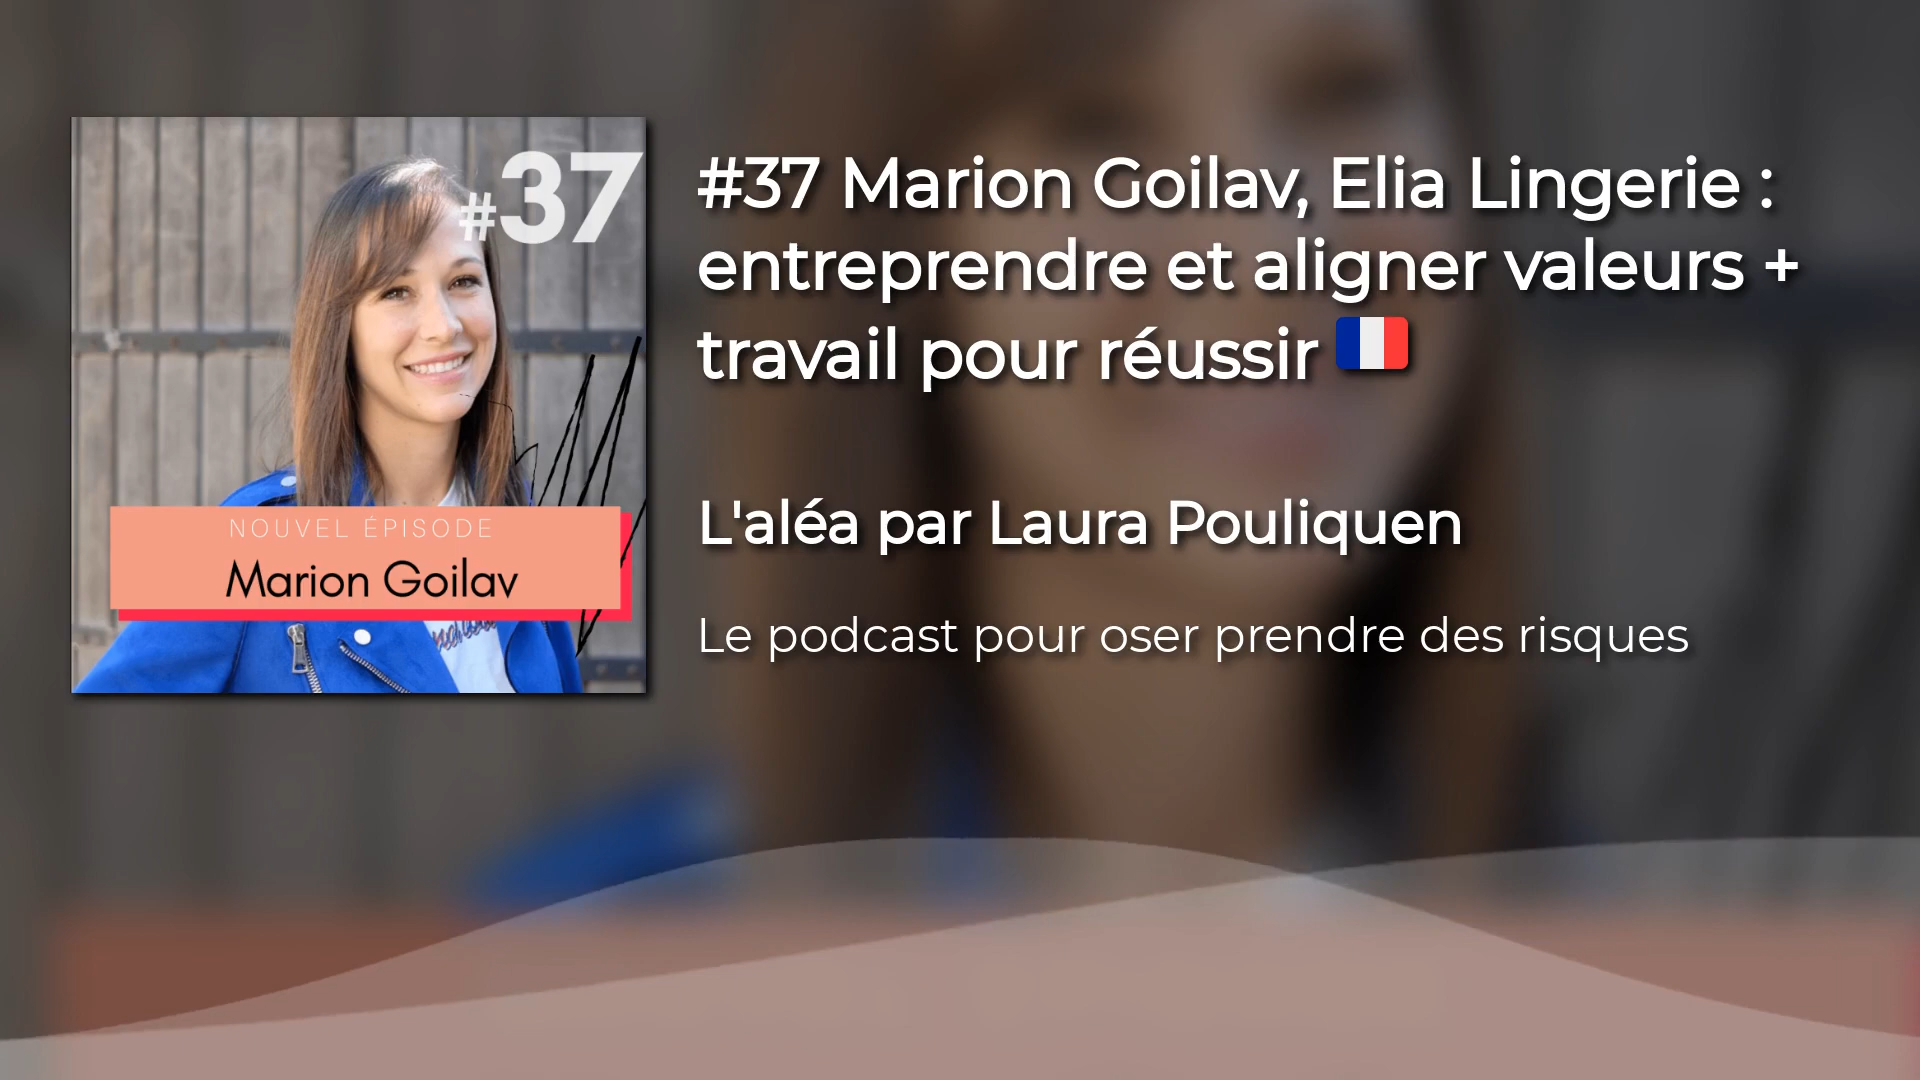 #37
NOUVEL ÉPISODE
Marion Goilav
#37 Marion Goilav, Elia Lingerie :
entreprendre et aligner valeurs +
travail pour réussir 🇫🇷
L'aléa par Laura Pouliquen
Le podcast pour oser prendre des risques